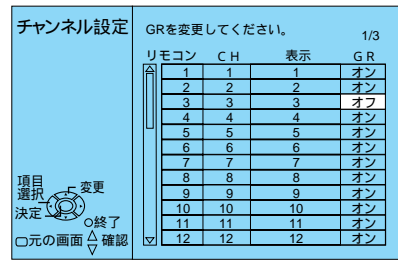 チャンネル設定
GRを変更してください。
1/3
リモコン CH 表示 GR
1 1 1 オン
2 2 2 オン
3 3 3 オフ
4 4 4 オン
5 5 5 オン
6 6 6 オン
7 7 7 オン
8 8 8 オン
9 9 9 オン
10 10 10 オン
11 11 11 オン
12 12 12 オン
項目
選択
変更
決定
○終了
元の画面
確認